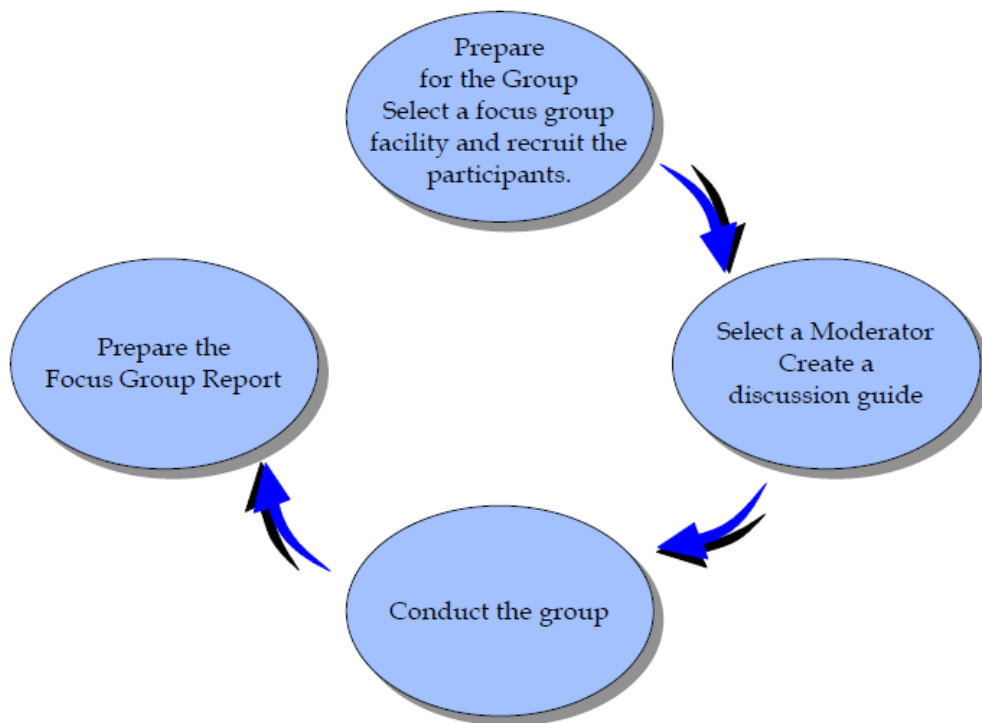 Prepare
for the Group
Select a focus group
facility and recruit the
participants.
Select a Moderator
Create a
discussion guide
Conduct the group
Prepare the
Focus Group Report